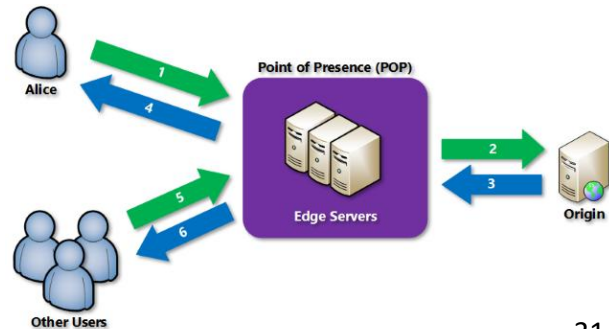 Alice
1
4
Point of Presence (POP)
Edge Servers
2
3
Origin
5
6
Other Users
21